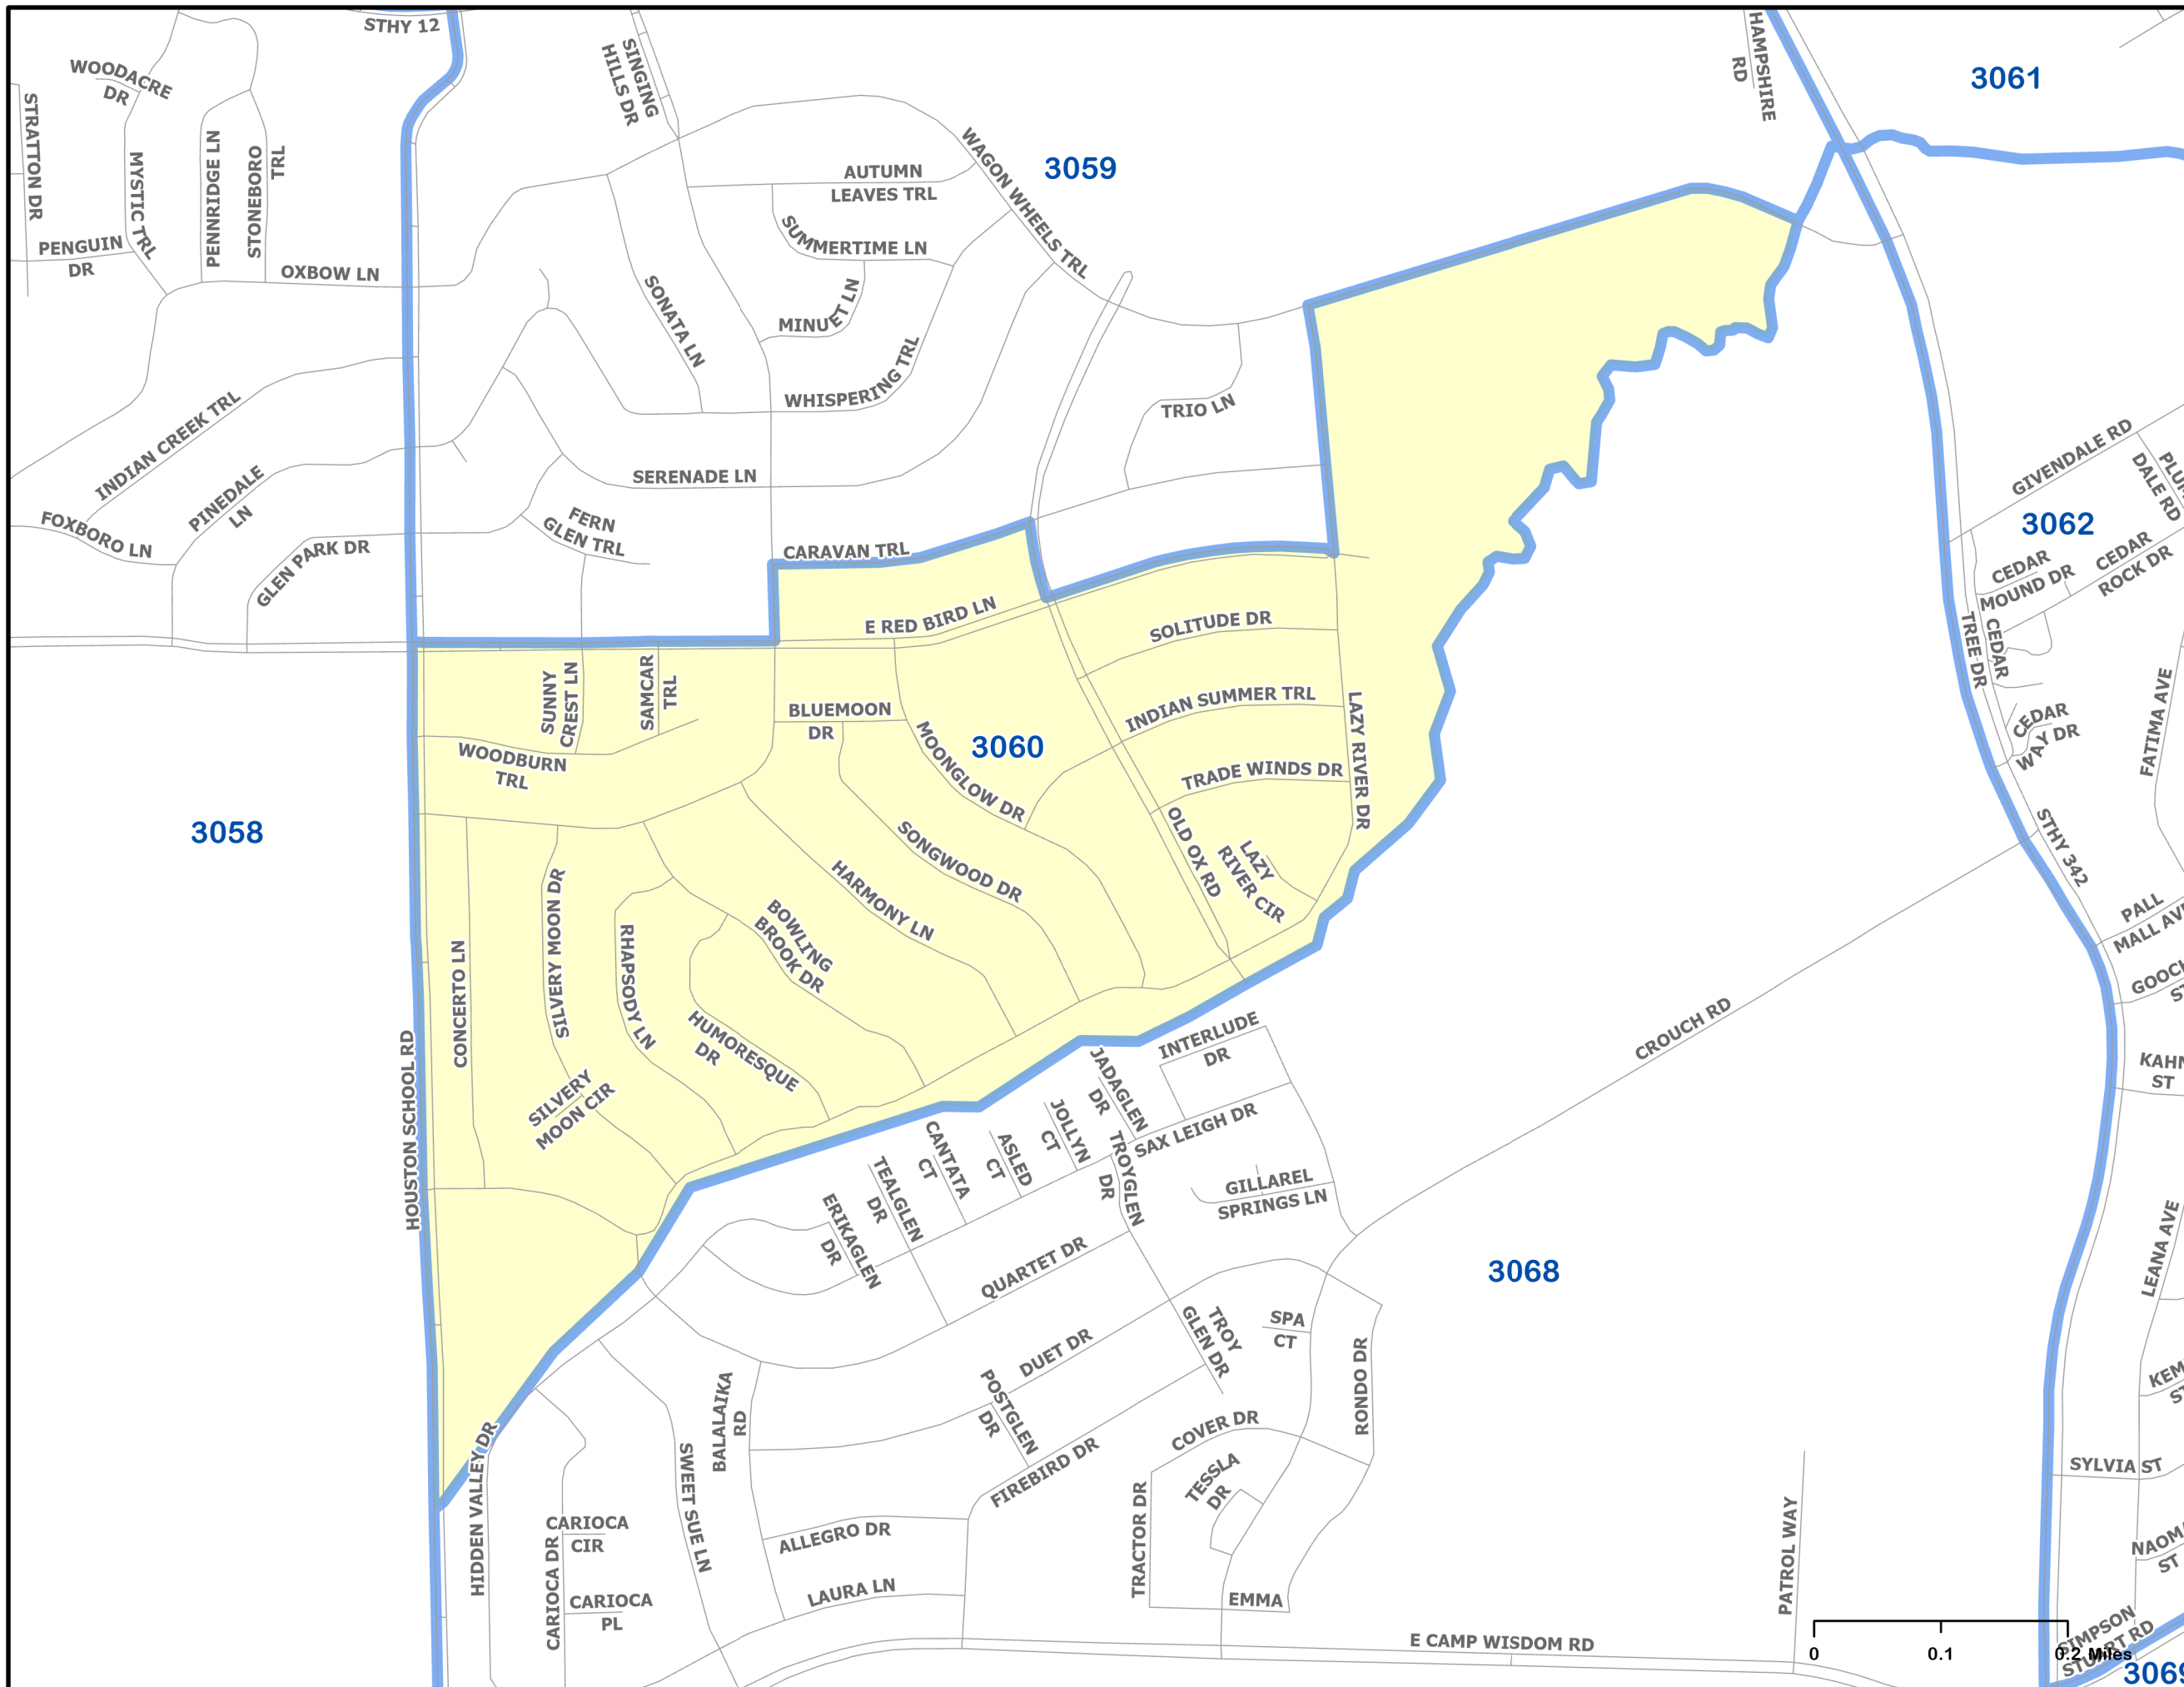 STHY 12
WOODACRE
DR
STRATTON DR
MYSTIC TRL
PENNRIDGE LN
STONEBORO
TRL
PENGUIN
DR
OXBOW LN
SINGING
HILLS DR
WAGON WHEELS TRL
AUTUMN
LEAVES TRL
SUMMERTIME LN
MINUET LN
SONATA LN
WHISPERING TRL
3059
HAMPSHIRE
RD
3061
INDIAN CREEK TRL
PINEDALE
LN
FOXBORO LN
GLEN PARK DR
SERENADE LN
FERN
GLEN TRL
TRIO LN
CARAVAN TRL
E RED BIRD LN
GIVENDALE RD
DALE RD
3062
CEDAR
MOUND DR
CEDAR
ROCK DR
CEDAR
TREE DR
CEDAR
WAY DR
FATIMA AVE
SUNNY
CREST LN
SAMCAR
TRL
WOODBURN
TRL
BLUEMOON
DR
MOONGLOW DR
3060
SOLITUDE DR
INDIAN SUMMER TRL
TRADE WINDS DR
LAZY RIVER DR
OLD OX RD
LAZY
RIVER CIR
SONGWOOD DR
HARMONY LN
BOWLING
BROOK DR
3058
CONCERTO LN
SILVERY MOON DR
RHAPSODY LN
HUMORESQUE
DR
SILVERY
MOON CIR
HOUSTON SCHOOL RD
STHY 342
PALL
MALL AVE
GOOCH
ST
KAHN
ST
CROUCH RD
INTERLUDE
DR
JADAGLEN
DR
JOLLYN
CT
ASLED
CT
CANTATA
CT
TEALGLEN
DR
ERIKAGLEN
DR
SAX LEIGH DR
TROYGLEN
DR
GILLAREL
SPRINGS LN
QUARTET DR
3068
LEANA AVE
TROY
GLEN DR
SPA
CT
DUET DR
RONDO DR
POSTGLEN
DR
FIREBIRD DR
COVER DR
TESSLA
DR
TRACTOR DR
BALALAIKA
RD
SWEET SUE LN
HIDDEN VALLEY DR
CARIOCA DR
CARIOCA
CIR
CARIOCA
PL
ALLEGRO DR
LAURA LN
EMMA
E CAMP WISDOM RD
PATROL WAY
SYLVIA ST
ST
ST
SIMPSON
STUART RD
0 0.1 0.2 Miles